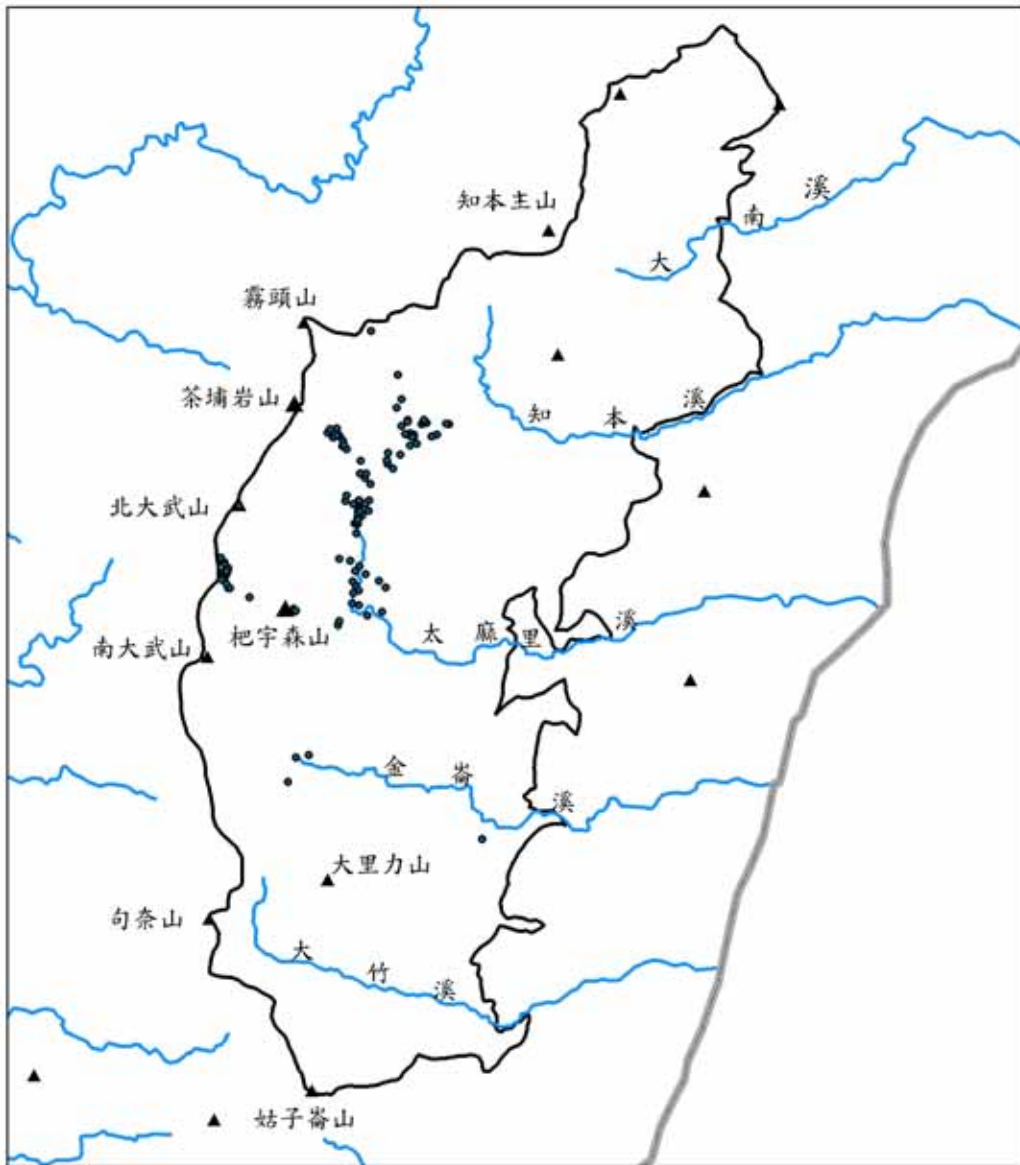 知本主山
大南溪
霧頭山
茶埔岩山
知本溪
北大武山
太麻里溪
杷宇森山
南大武山
金崙溪
大里力山
句奈山
大竹溪
姑子崙山